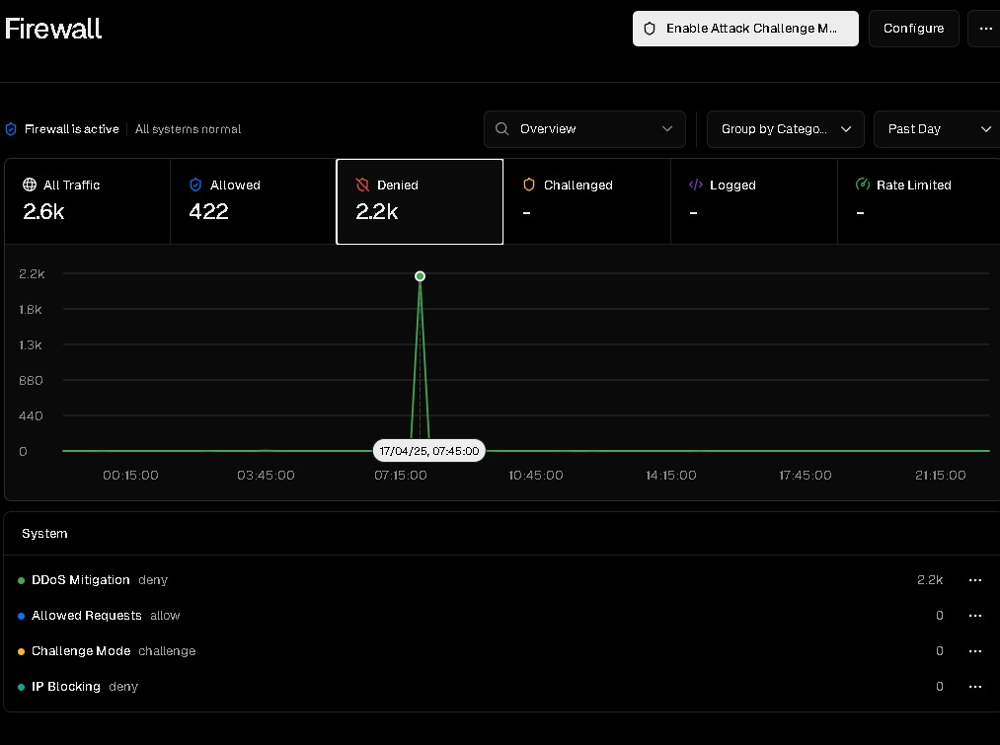 Firewall
Enable Attack Challenge M...
Configure
Firewall is active
All systems normal
Overview
Group by Catego...
Past Day
All Traffic
2.6k
Allowed
422
Denied
2.2k
Challenged
-
Logged
-
Rate Limited
-
2.2k
1.8k
1.3k
880
440
0
17/04/25, 07:45:00
00:15:00 03:45:00 07:15:00 10:45:00 14:15:00 17:45:00 21:15:00
System
DDoS Mitigation deny 2.2k
Allowed Requests allow 0
Challenge Mode challenge 0
IP Blocking deny 0